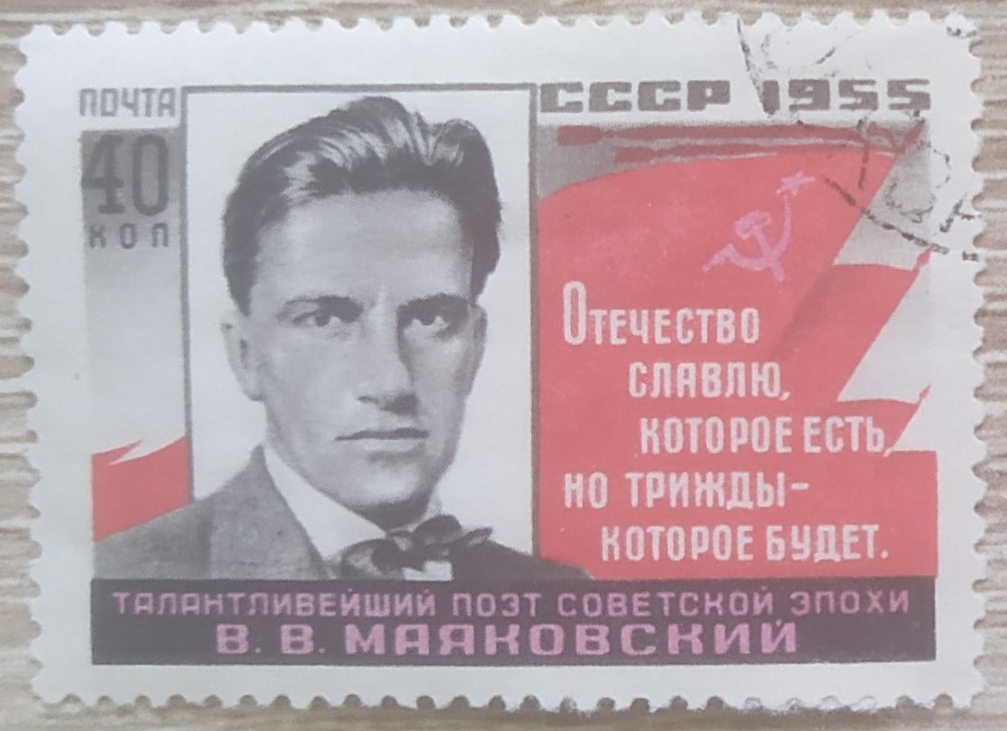 ПОЧТА
СССР 1955
40
КОП
ОТЕЧЕСТВО
СЛАВЛЮ,
КОТОРОЕ ЕСТЬ,
НО ТРИЖДЫ-
КОТОРОЕ БУДЕТ.
ТАЛАНТЛИВЕЙШИЙ ПОЭТ СОВЕТСКОЙ ЭПОХИ
В. В. МАЯКОВСКИЙ